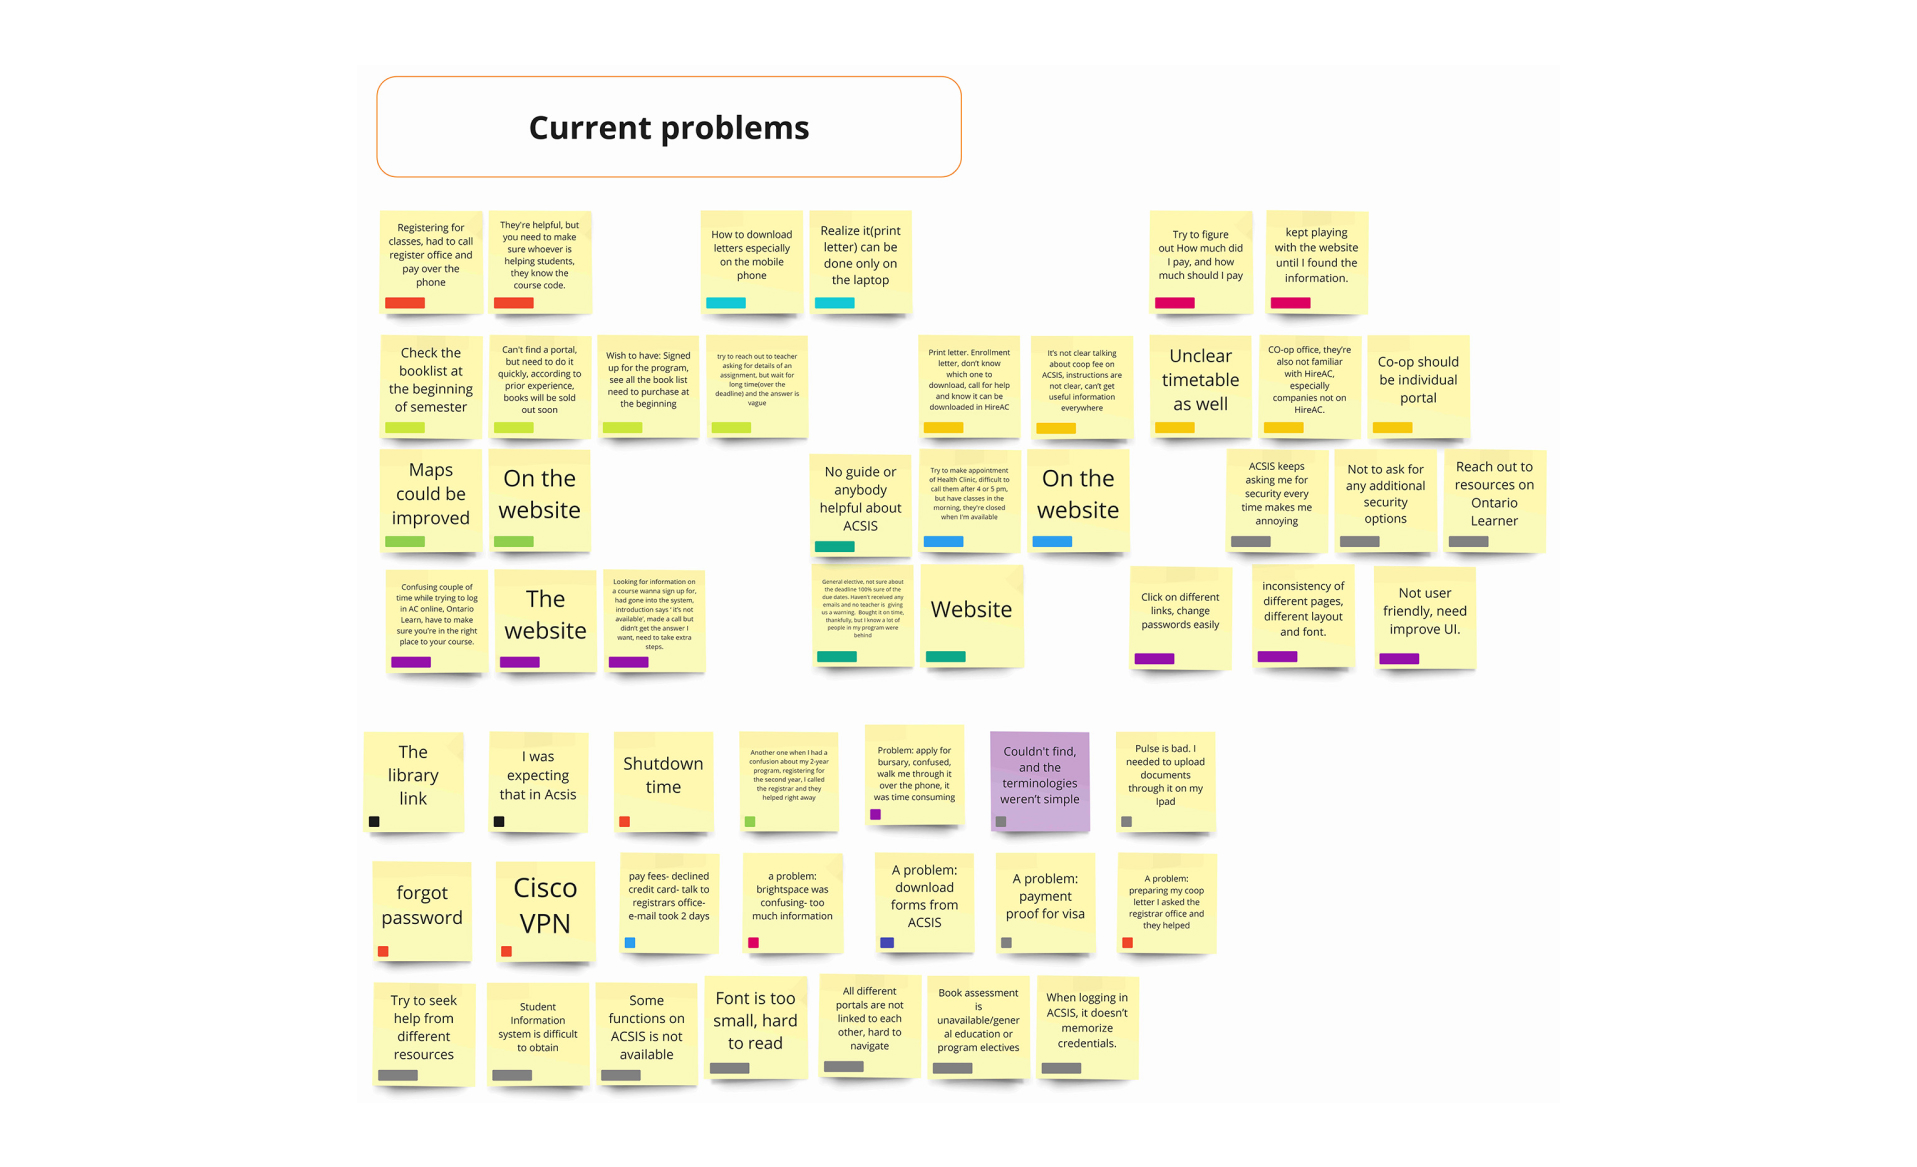 Current problems
Registering for
classes, had to call
register office and
pay over the
phone
They're helpful, but
you need to make
sure whoever is
helping students,
they know the
course code.
How to download
letters especially
on the mobile
phone
Realize it(print
letter) can be
done only on
the laptop
Try to figure
out How much did
I pay, and how
much should I pay
kept playing
with the website
until I found the
information.
Check the
booklist at
the beginning
of semester
Can't find a portal,
but need to do it
quickly, according to
prior experience,
books will be sold
out soon
Wish to have: Signed
up for the program,
see all the book list
need to purchase at
the beginning
try to reach out to teacher
asking for details of an
assignment, but wait for
long time(over the
deadline) and the answer is
vague
Print letter. Enrollment
letter, don't know
which one to
download, call for help
and know it can be
downloaded in HireAC
It's not clear talking
about coop fee on
ACSIS, instructions are
not clear, can't get
useful information
everywhere
Unclear
timetable
as well
CO-op office, they're
also not familiar
with HireAC,
especially
companies not on
HireAC.
Co-op should
be individual
portal
Maps
could be
improved
On the
website
No guide or
anybody
helpful about
ACSIS
Try to make appointment
of Health Clinic, difficult to
call them after 4 or 5 pm,
but have classes in the
morning, they're closed
when I'm available
On the
website
ACSIS keeps
asking me for
security every
time makes me
annoying
Not to ask for
any additional
security
options
Reach out to
resources on
Ontario
Learner
Confusing couple of
time while trying to log
in AC online, Ontario
Learn, have to make
sure you're in the right
place to your course.
The
website
Looking for information on
a course wanna sign up for,
had gone into the system,
introduction says ' it's not
available', made a call but
didn't get the answer I
want, need to take extra
steps.
General elective, not sure about
the deadline 100% sure of the
due dates. Haven't received any
emails and no teacher is giving
us a warning. Bought it on time,
thankfully, but I know a lot of
people in my program were
behind
Website
Click on different
links, change
passwords easily
inconsistency of
different pages,
different layout
and font.
Not user
friendly, need
improve UI.
The
library
link
I was
expecting
that in Acsis
Shutdown
time
Another one when I had a
confusion about my 2-year
program, registering for
the second year, I called
the registrar and they
helped right away
Problem: apply for
bursary, confused,
walk me through it
over the phone, it
was time consuming
Couldn't find,
and the
terminologies
weren't simple
Pulse is bad. I
needed to upload
documents
through it on my
Ipad
forgot
password
Cisco
VPN
pay fees- declined
credit card- talk to
registrars office-
e-mail took 2 days
a problem:
brightspace was
confusing- too
much information
A problem:
download
forms from
ACSIS
A problem:
payment
proof for visa
A problem:
preparing my coop
letter I asked the
registrar office and
they helped
Try to seek
help from
different
resources
Student
Information
system is difficult
to obtain
Some
functions on
ACSIS is not
available
Font is too
small, hard
to read
All different
portals are not
linked to each
other, hard to
navigate
Book assessment
is
unavailable/gener
al education or
program electives
When logging in
ACSIS, it doesn't
memorize
credentials.